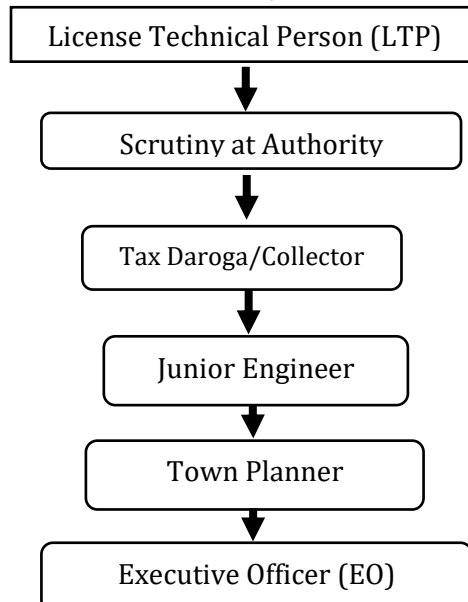 License Technical Person (LTP)
Scrutiny at Authority
Tax Daroga/Collector
Junior Engineer
Town Planner
Executive Officer (EO)